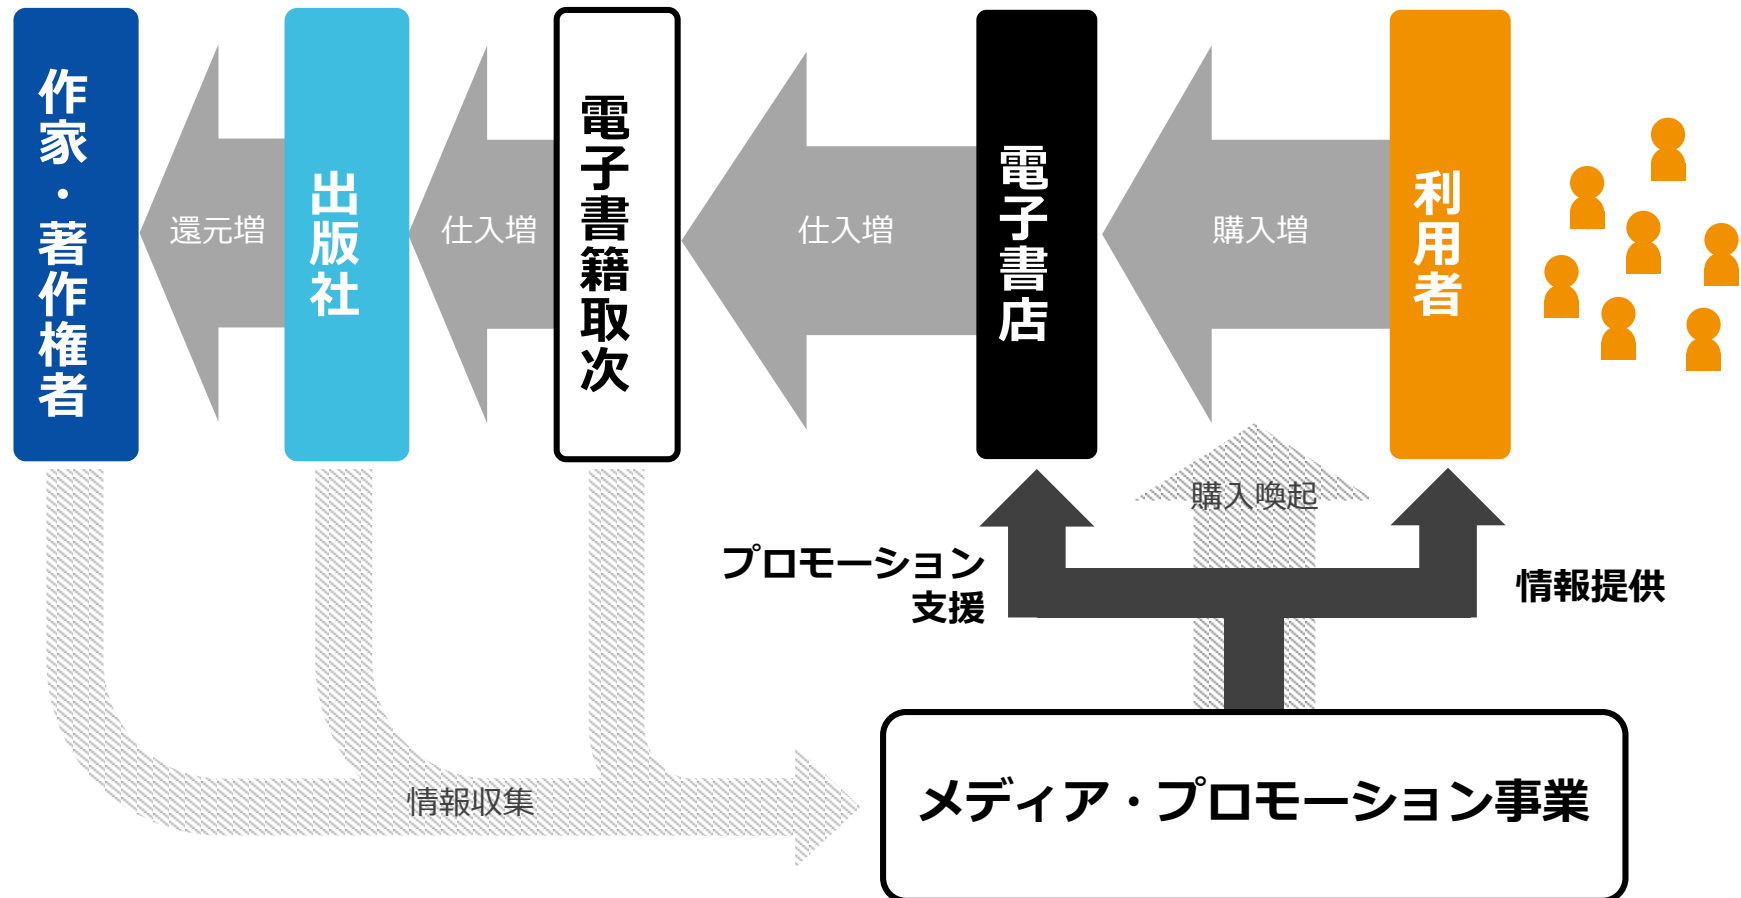 作家・著作権者
還元増
出版社
仕入増
電子書籍取次
仕入増
電子書店
購入増
利用者
購入喚起
プロモーション
支援
情報提供
情報収集
メディア・プロモーション事業